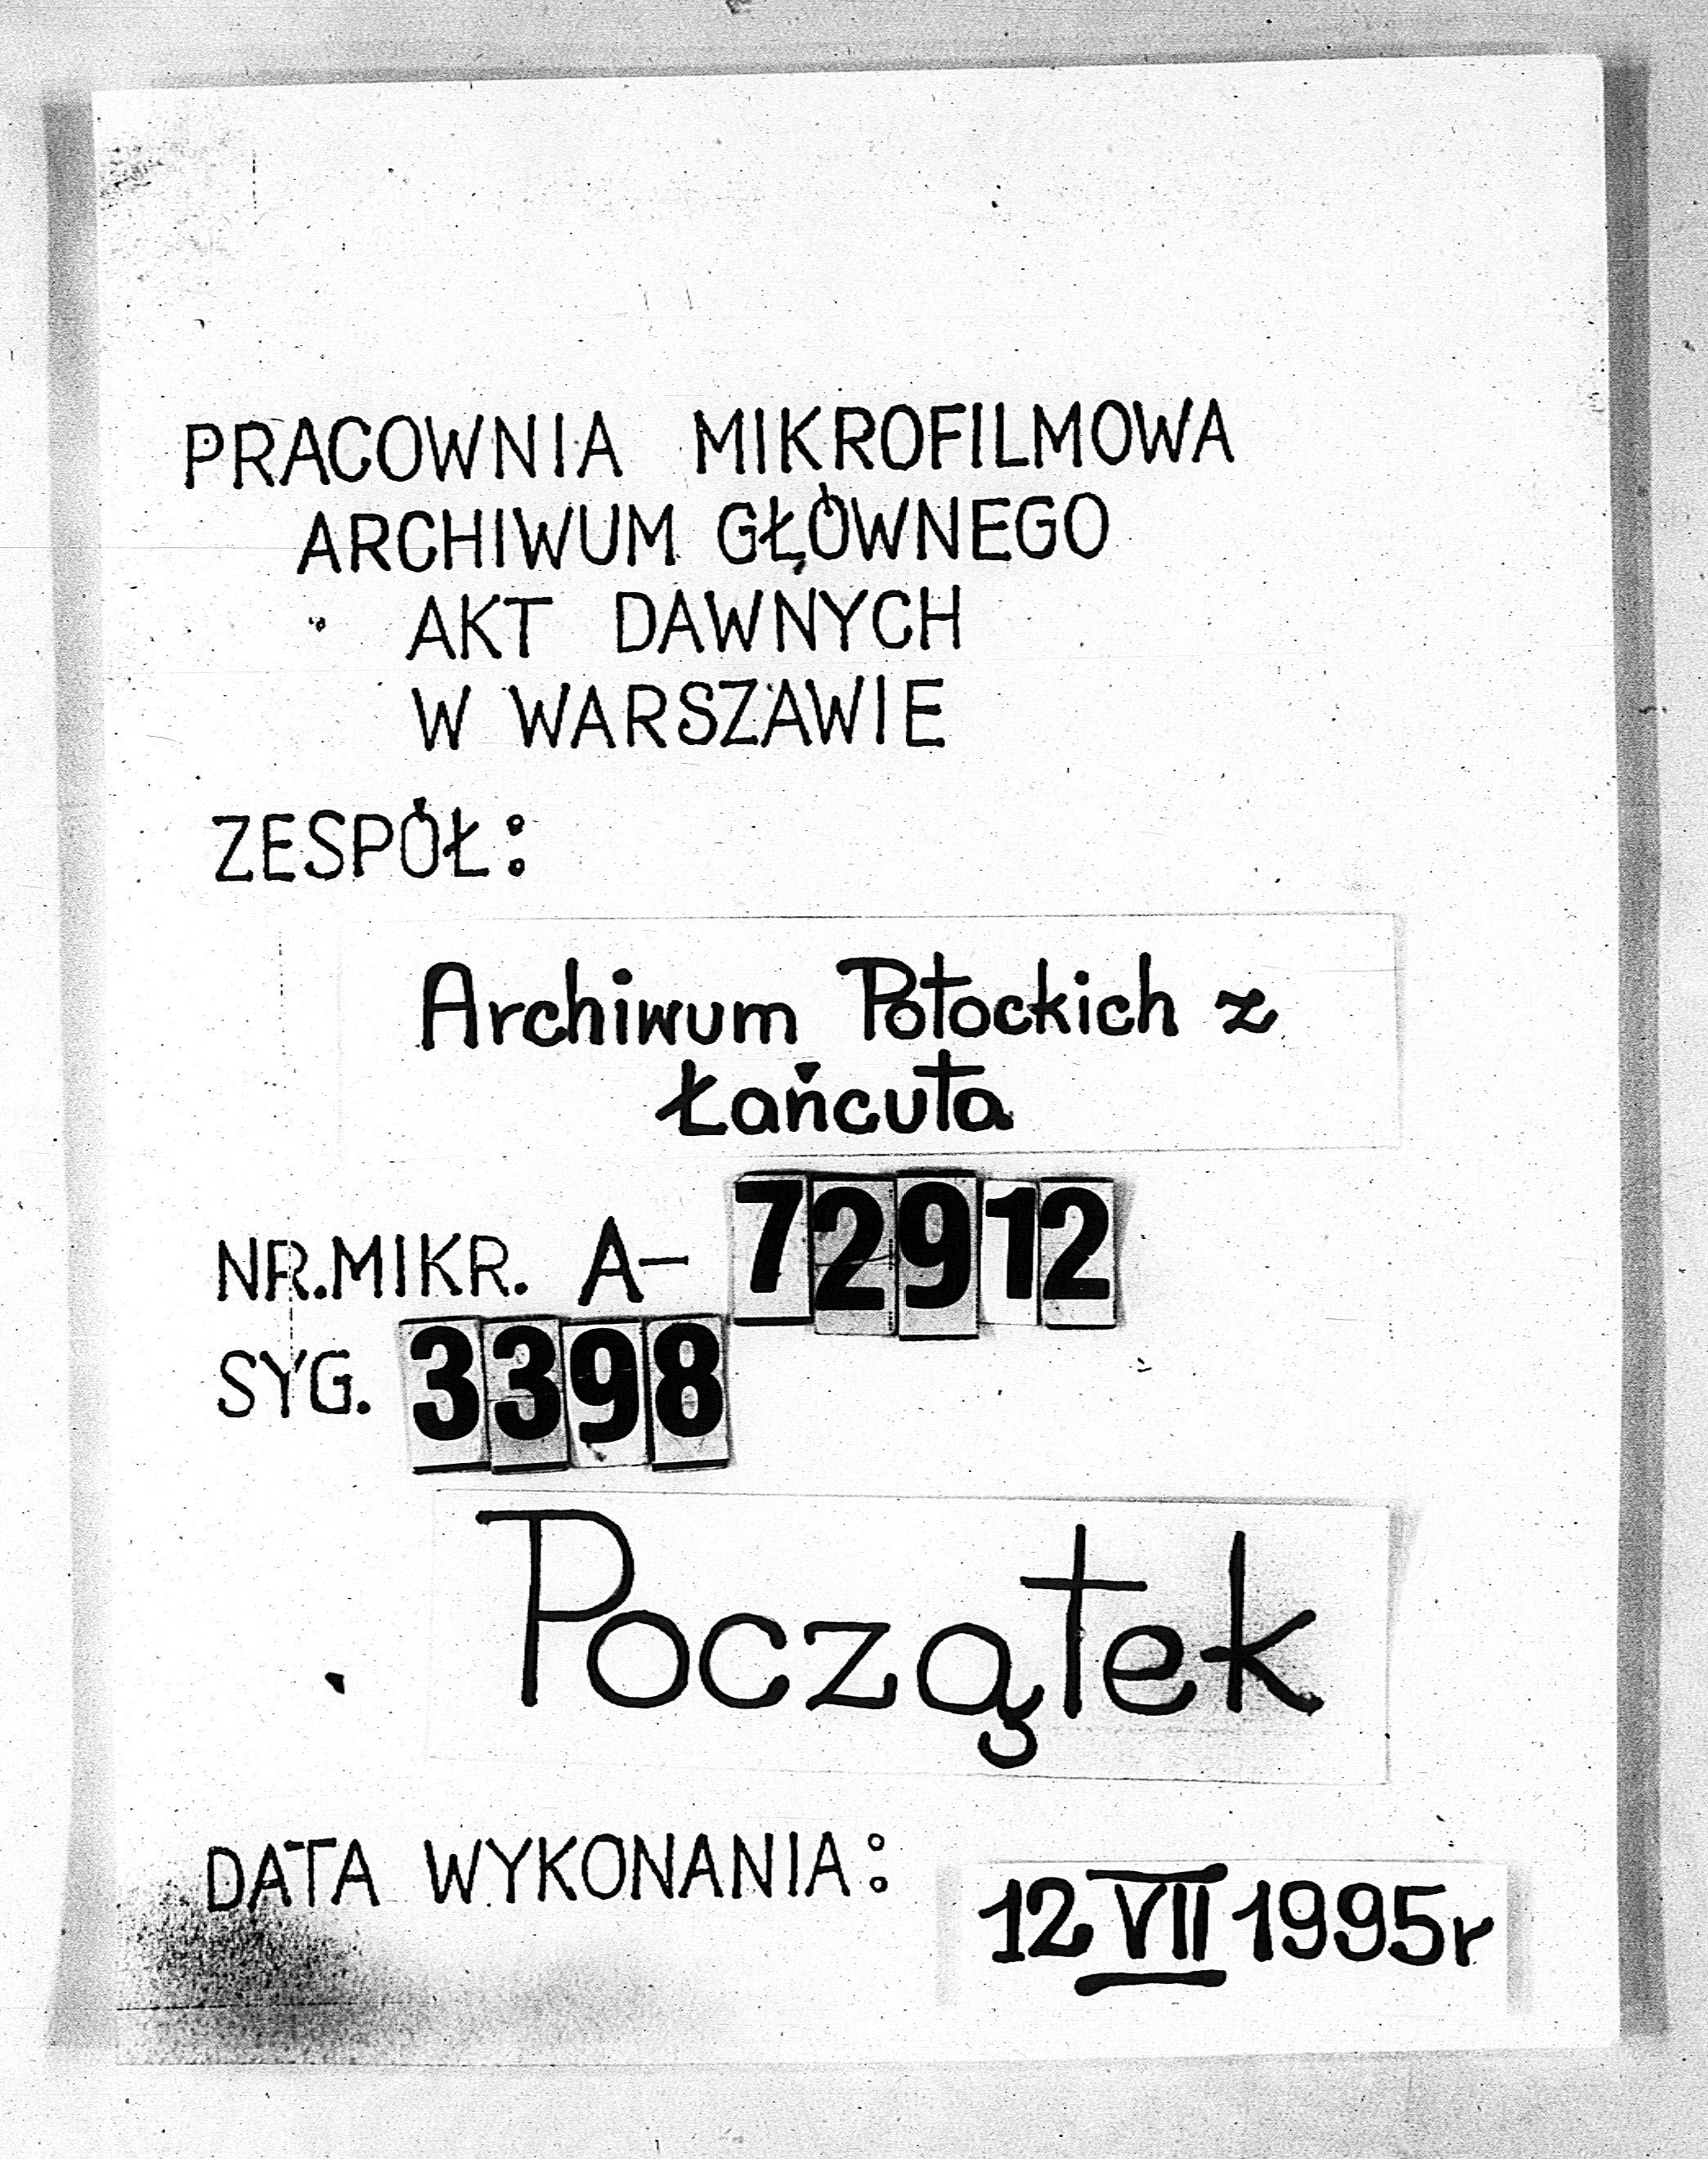 PRACOWNIA MIKROFILMOWA
ARCHIWUM GŁÓWNEGO
AKT DAWNYCH
W WARSZAWIE
ZESPÓŁ:
Archiwum Potockich z
Łańcuta
NR.MIKR. A- 72912
SYG. 3398
Początek
DATA WYKONANIA: 12 VII 1995r